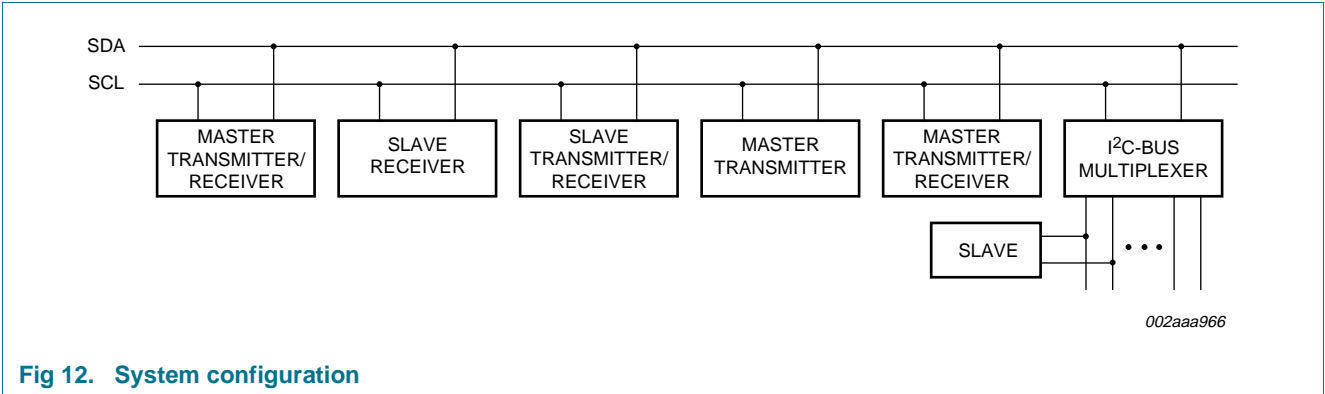 SDA
SCL
MASTER
TRANSMITTER/
RECEIVER
SLAVE
RECEIVER
SLAVE
TRANSMITTER/
RECEIVER
MASTER
TRANSMITTER
MASTER
TRANSMITTER/
RECEIVER
I²C-BUS
MULTIPLEXER
SLAVE
002aaa966
Fig 12. System configuration